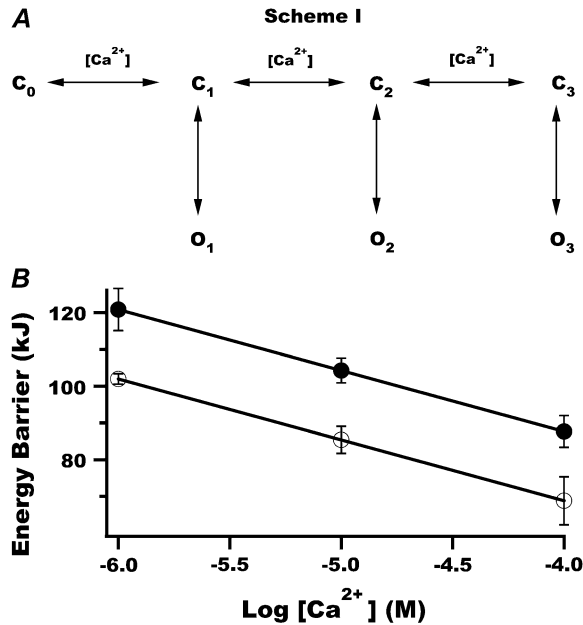 A
Scheme I
[Ca2+] [Ca2+] [Ca2+]
C0 C1 C2 C3
O1 O2 O3
B
Energy Barrier (kJ)
120
100
80
-6.0 -5.5 -5.0 -4.5 -4.0
Log [Ca2+] (M)